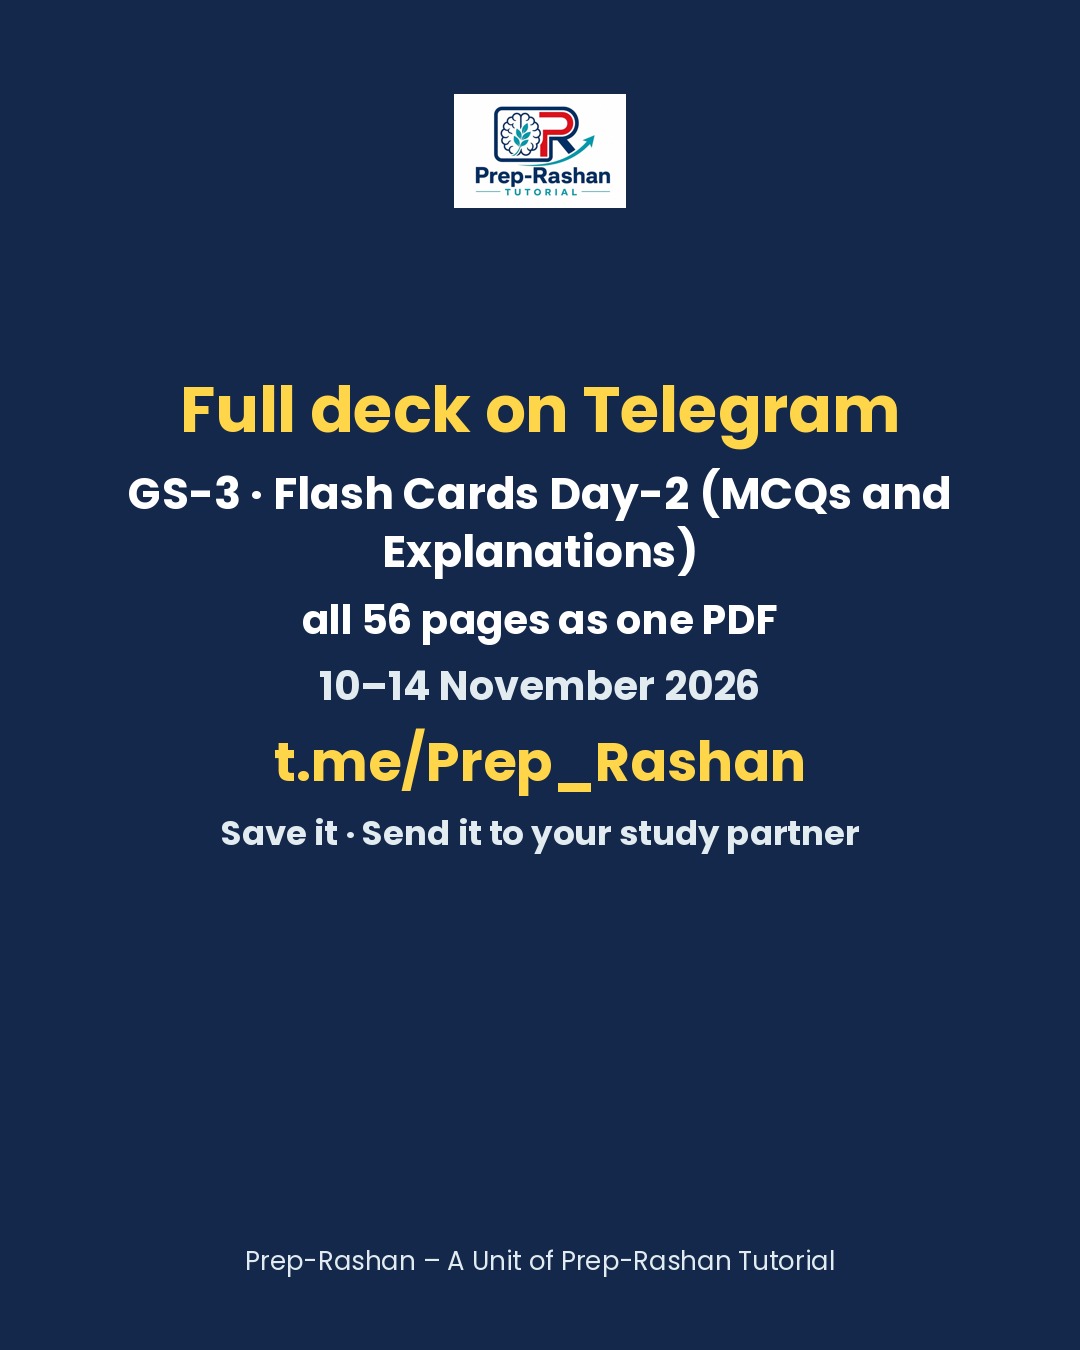 Prep-Rashan
TUTORIAL
Full deck on Telegram
GS-3 · Flash Cards Day-2 (MCQs and
Explanations)
all 56 pages as one PDF
10–14 November 2026
t.me/Prep_Rashan
Save it · Send it to your study partner
Prep-Rashan – A Unit of Prep-Rashan Tutorial